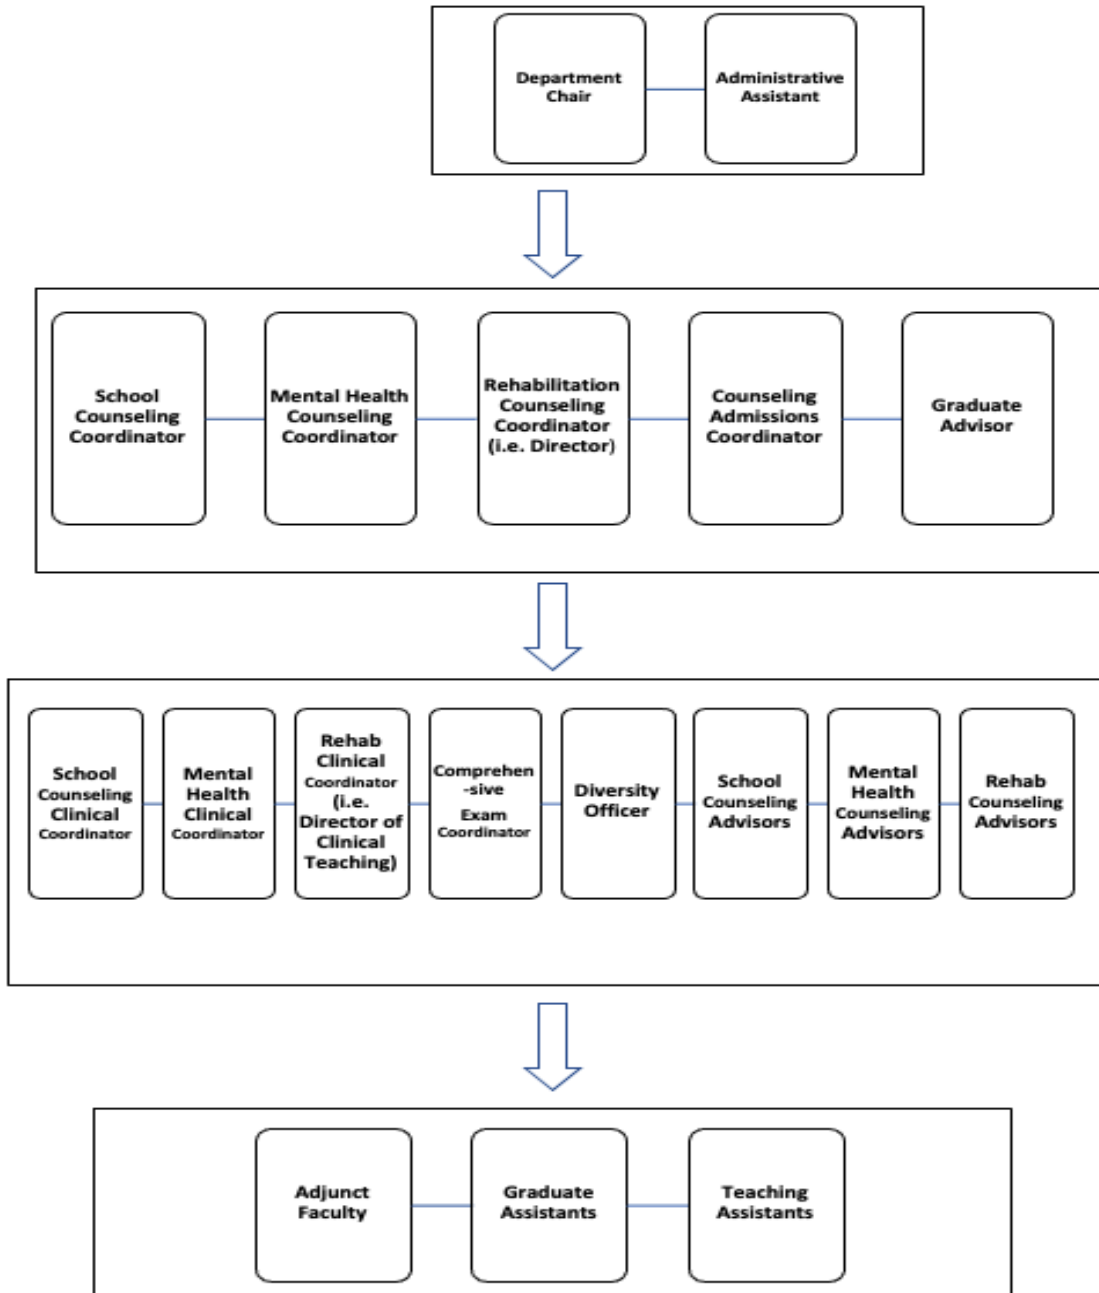 Department
Chair
Administrative
Assistant
School
Counseling
Coordinator
Mental Health
Counseling
Coordinator
Rehabilitation
Counseling
Coordinator
(i.e. Director)
Counseling
Admissions
Coordinator
Graduate
Advisor
School
Counseling
Clinical
Coordinator
Mental
Health
Clinical
Coordinator
Rehab
Clinical
Coordinator
(i.e.
Director of
Clinical
Teaching)
Comprehen
-sive
Exam
Coordinator
Diversity
Officer
School
Counseling
Advisors
Mental
Health
Counseling
Advisors
Rehab
Counseling
Advisors
Adjunct
Faculty
Graduate
Assistants
Teaching
Assistants